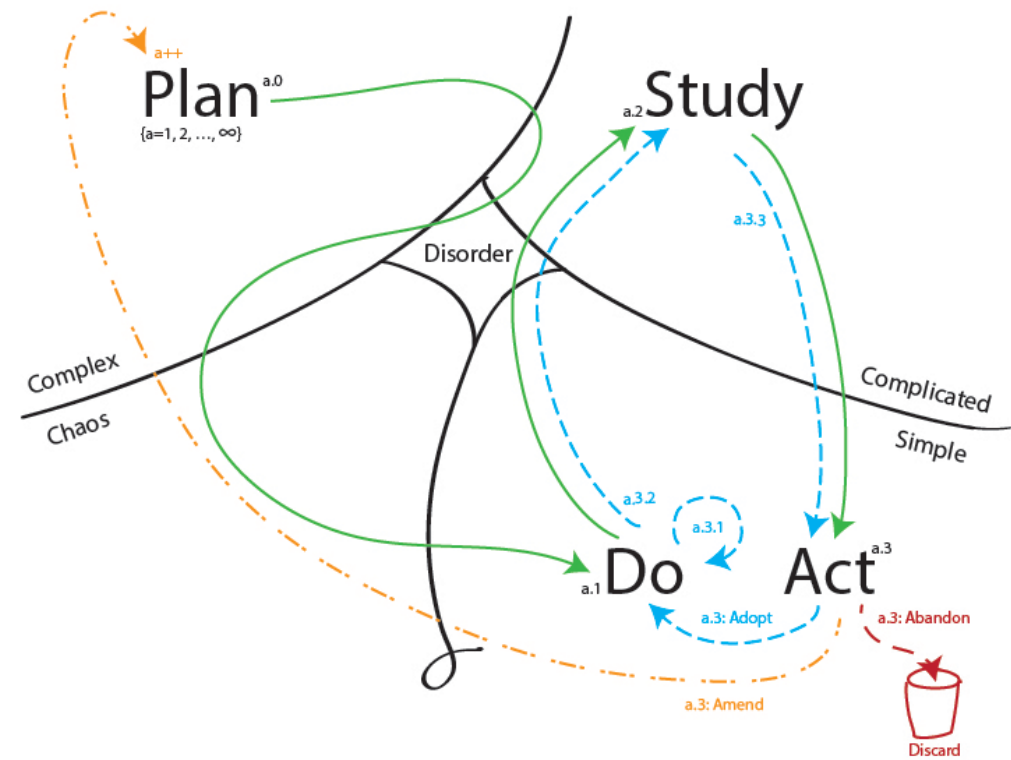 a++
Plan a.0
{a=1, 2, ..., ∞}
a.2 Study
a.3.3
Disorder
Complex
Chaos
Complicated
Simple
a.3.2
a.3.1
a.1 Do
Act a.3
a.3: Adopt
a.3: Abandon
a.3: Amend
Discard